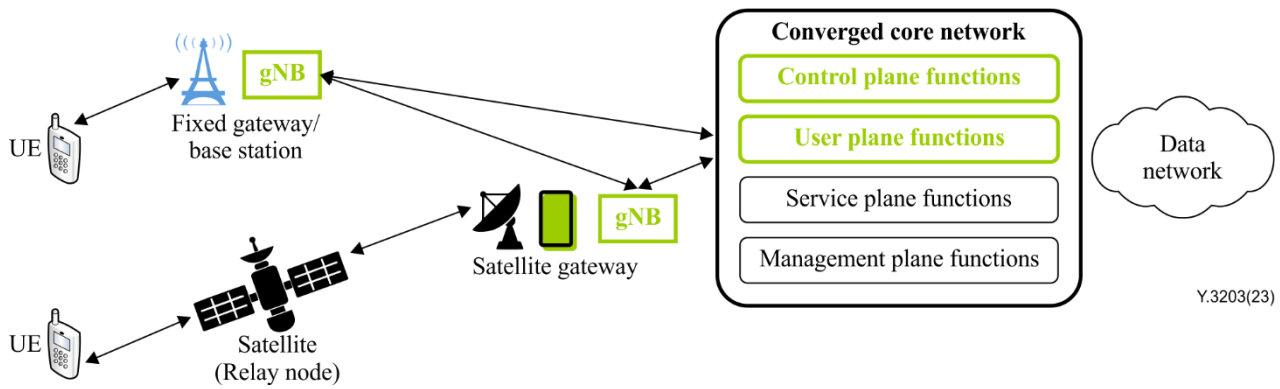 UE
gNB
Fixed gateway/
base station
gNB
Satellite gateway
UE
Satellite
(Relay node)
Converged core network
Control plane functions
User plane functions
Service plane functions
Management plane functions
Data
network
Y.3203(23)